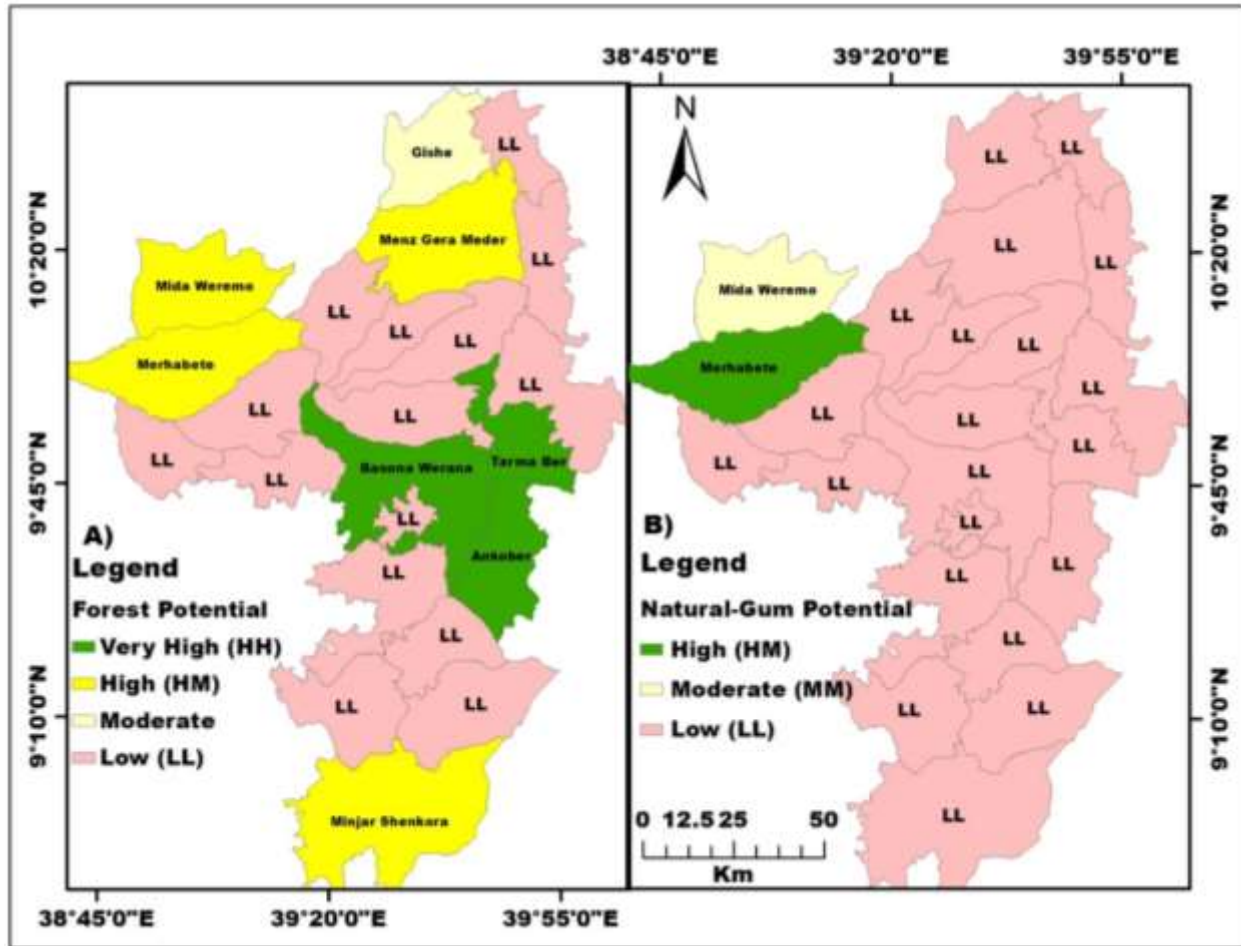 38°45'0"E 39°20'0"E 39°55'0"E
N
Gishe
LL
LL
LL
Menz Gera Meder
LL
LL
LL
10°20'0"N
10°20'0"N
Mida Weremo
Mida Weremo
LL
LL
LL
LL
LL
LL
Merhabete
Merhabete
LL
LL
LL
LL
LL
LL
LL
LL
Basona Werana
Tarma Ber
LL
LL
LL
LL
LL
9°45'0"N
9°45'0"N
LL
LL
Ankober
LL
LL
LL
A)
Legend
Forest Potential
Very High (HH)
High (HM)
Moderate
Low (LL)
LL
LL
LL
B)
Legend
Natural-Gum Potential
High (HM)
Moderate (MM)
Low (LL)
LL
LL
LL
9°10'0"N
9°10'0"N
Minjar Shenkora
LL
0 12.5 25 50
Km
38°45'0"E 39°20'0"E 39°55'0"E